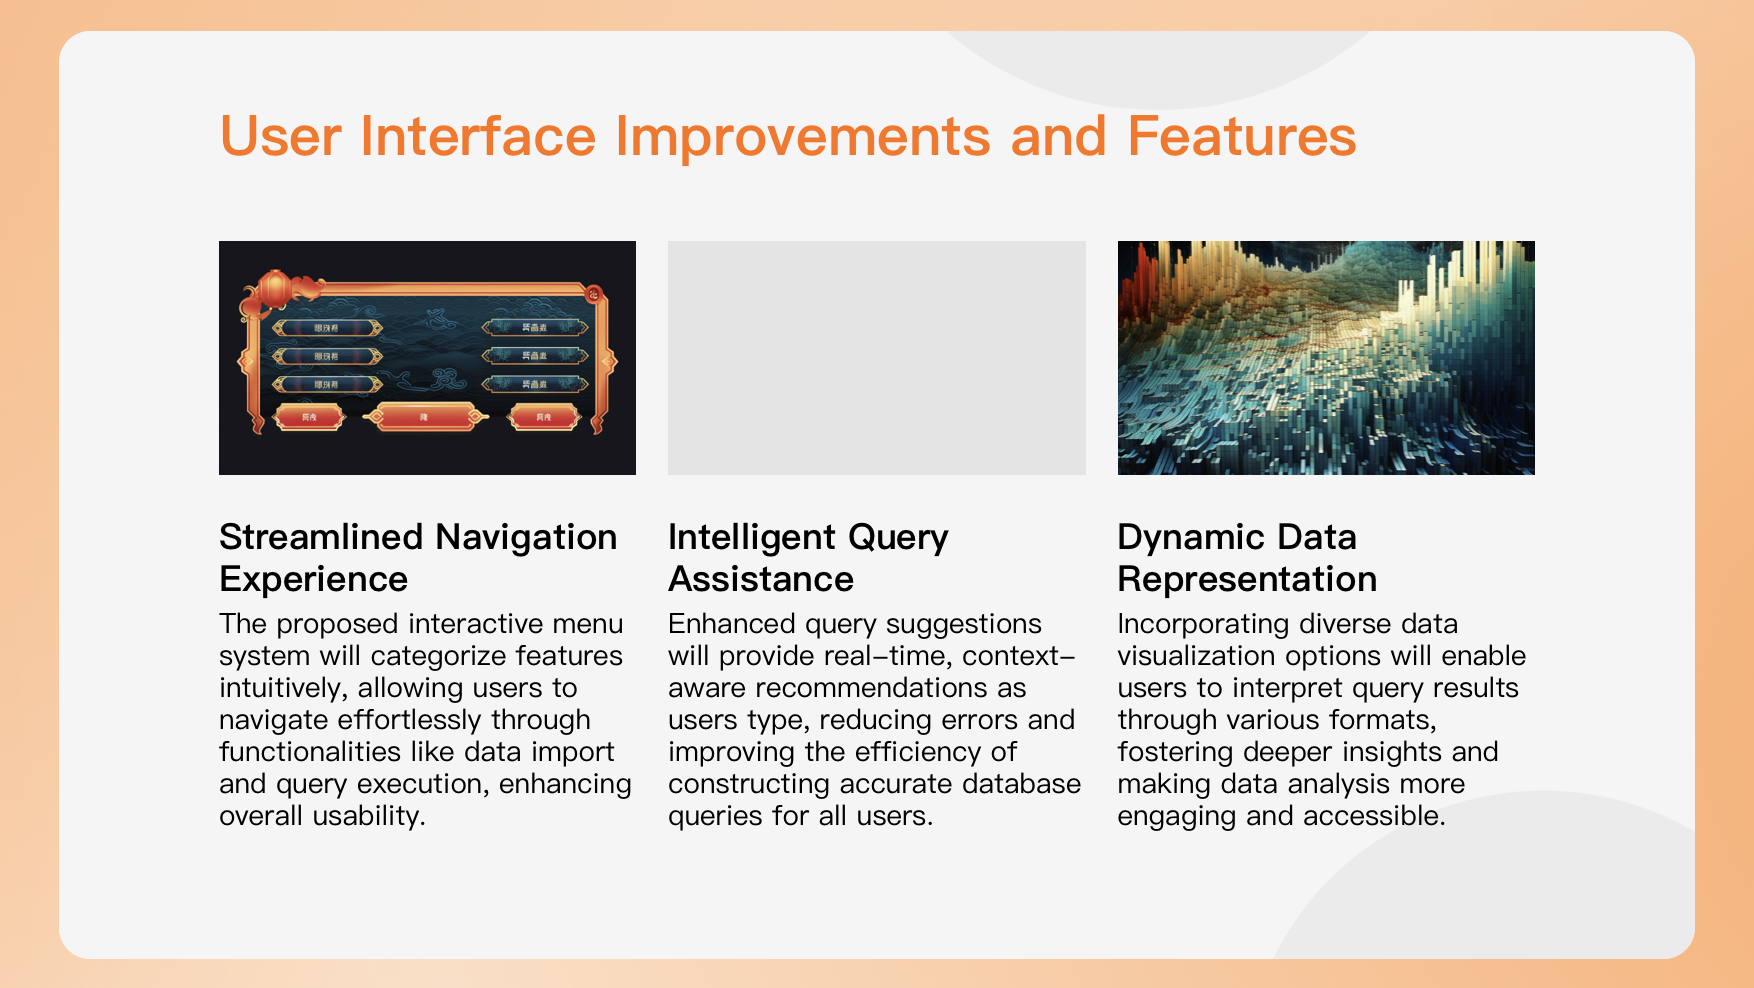 User Interface Improvements and Features
Streamlined Navigation
Experience
The proposed interactive menu
system will categorize features
intuitively, allowing users to
navigate effortlessly through
functionalities like data import
and query execution, enhancing
overall usability.
Intelligent Query
Assistance
Enhanced query suggestions
will provide real–time, context–
aware recommendations as
users type, reducing errors and
improving the efficiency of
constructing accurate database
queries for all users.
Dynamic Data
Representation
Incorporating diverse data
visualization options will enable
users to interpret query results
through various formats,
fostering deeper insights and
making data analysis more
engaging and accessible.